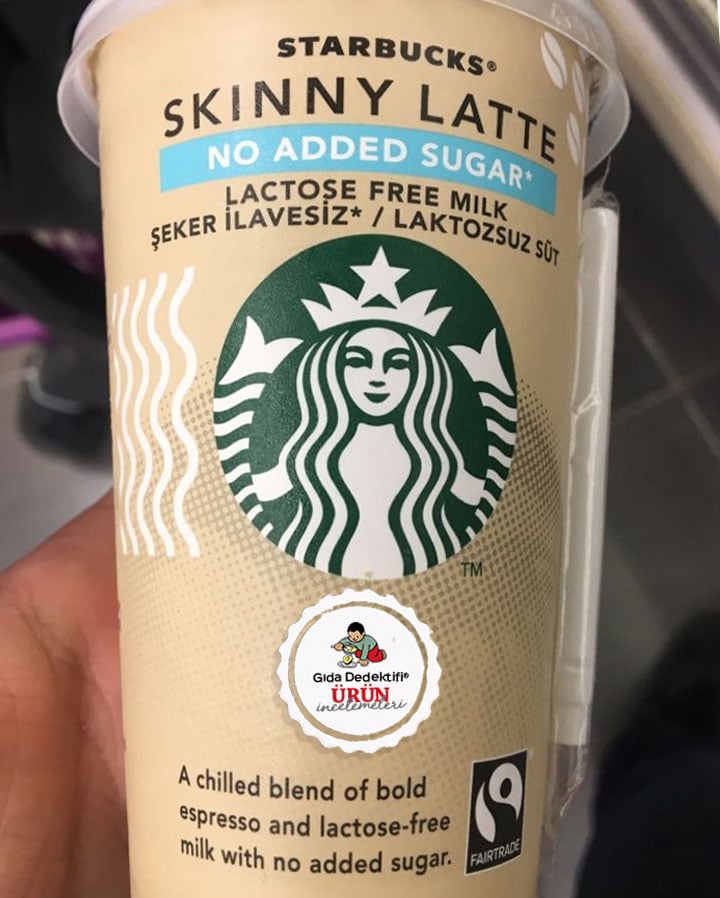 STARBUCKS®
SKINNY LATTE
NO ADDED SUGAR*
LACTOSE FREE MILK
ŞEKER İLAVESİZ* / LAKTOZSUZ SÜT
TM
Gıda Dedektifi®
ÜRÜN
incelemeleri
A chilled blend of bold
espresso and lactose-free
milk with no added sugar.
FAIRTRADE